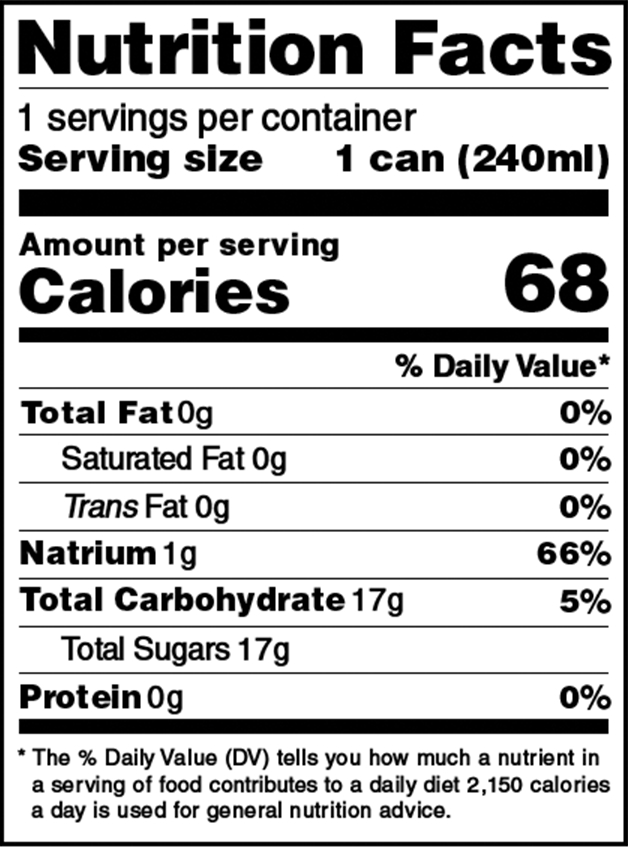 Nutrition Facts
1 servings per container
Serving size 1 can (240ml)
Amount per serving
Calories 68
% Daily Value*
Total Fat 0g 0%
Saturated Fat 0g 0%
Trans Fat 0g 0%
Natrium 1g 66%
Total Carbohydrate 17g 5%
Total Sugars 17g
Protein 0g 0%
* The % Daily Value (DV) tells you how much a nutrient in
a serving of food contributes to a daily diet 2,150 calories
a day is used for general nutrition advice.